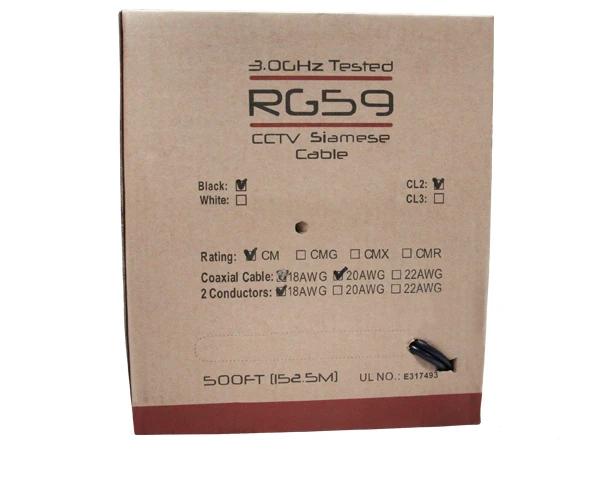 3.0GHz Tested
RG59
CCTV Siamese
Cable
Black: ☑ CL2: ☑
White: ☐ CL3: ☐
Rating: ☑ CM ☐ CMG ☐ CMX ☐ CMR
Coaxial Cable: ☑ 18AWG ☑ 20AWG ☐ 22AWG
2 Conductors: ☑ 18AWG ☐ 20AWG ☐ 22AWG
500FT (152.5M) UL NO.: E317493